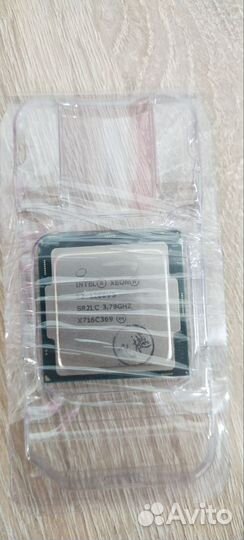 INTEL® XEON®
SR2LC 3.70GHZ
X716C369
Avito